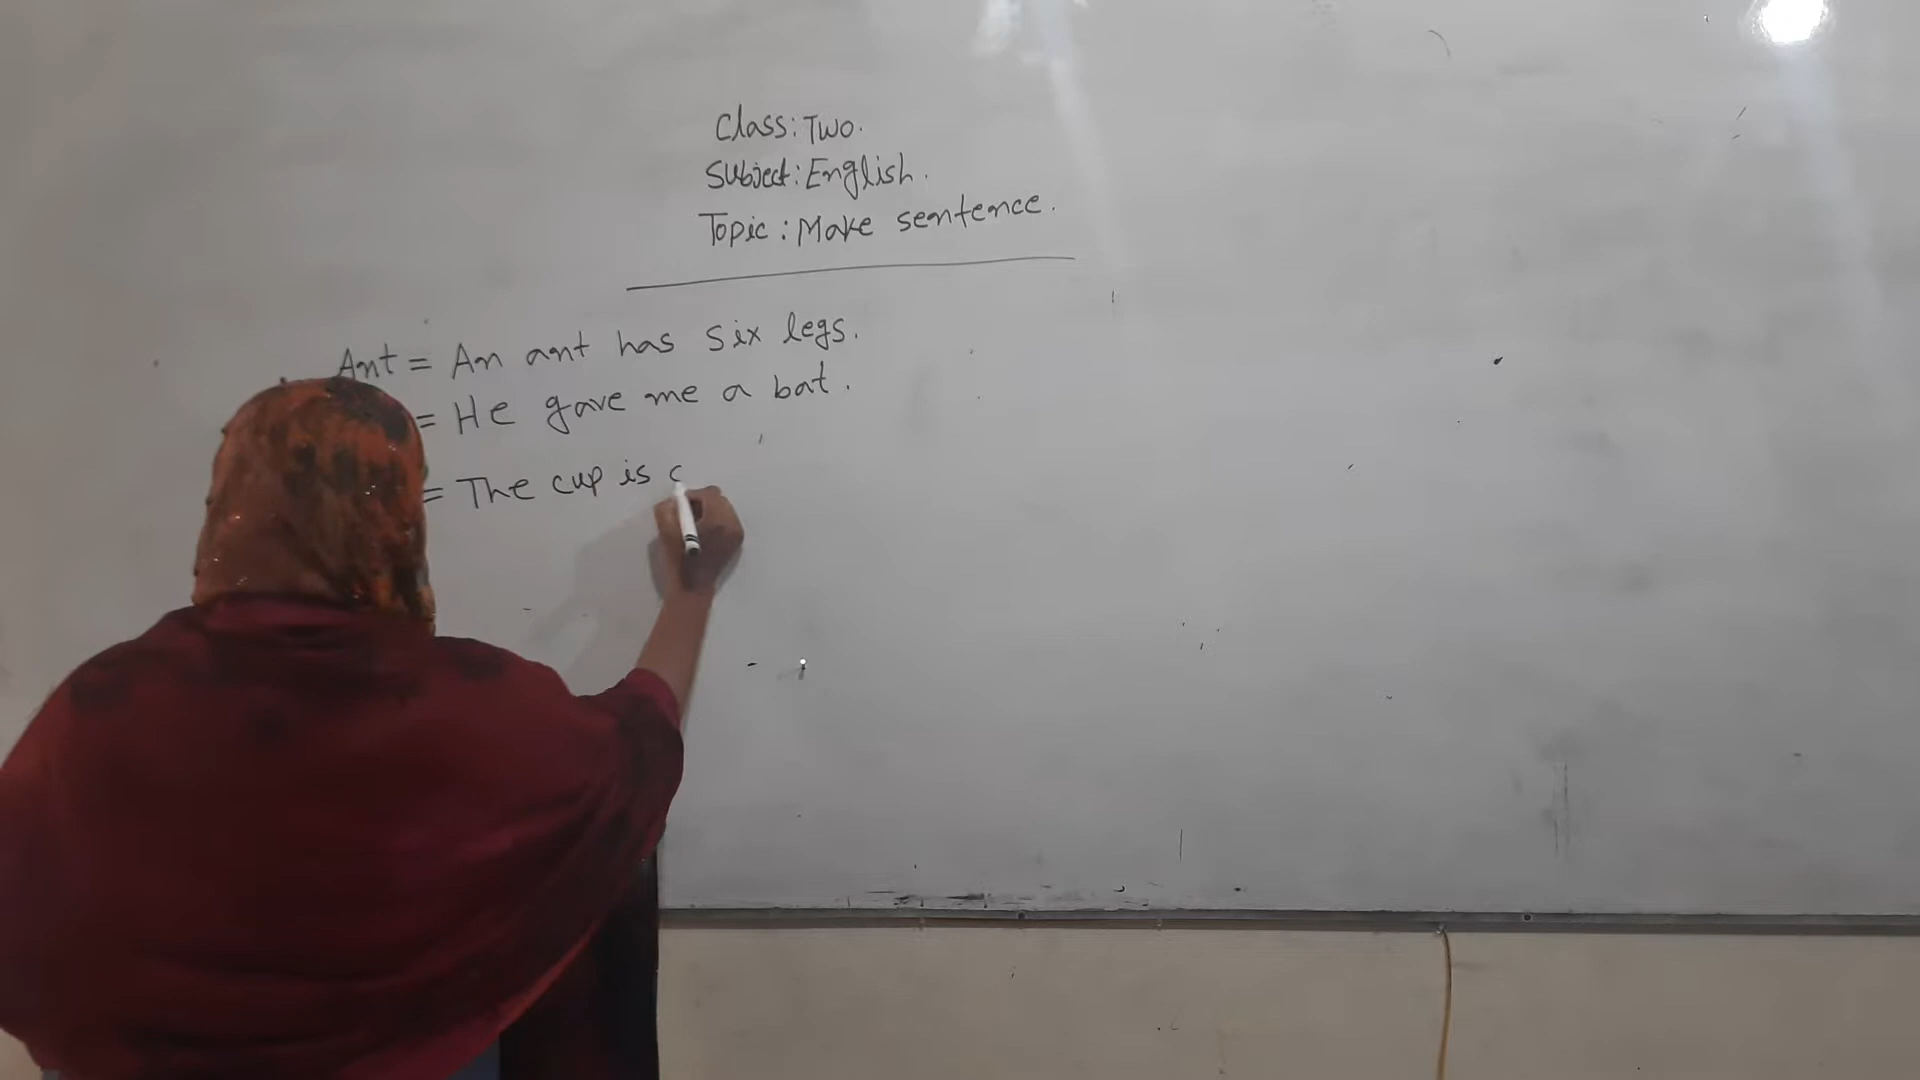 Class: Two.
Subject: English.
Topic: Make sentence.
Ant = An ant has six legs.
= He gave me a bat.
= The cup is c